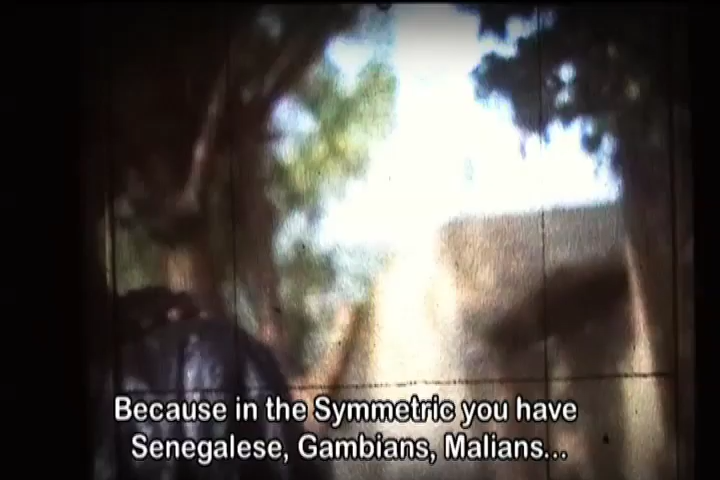 Because in the Symmetric you have
Senegalese, Gambians, Malians...